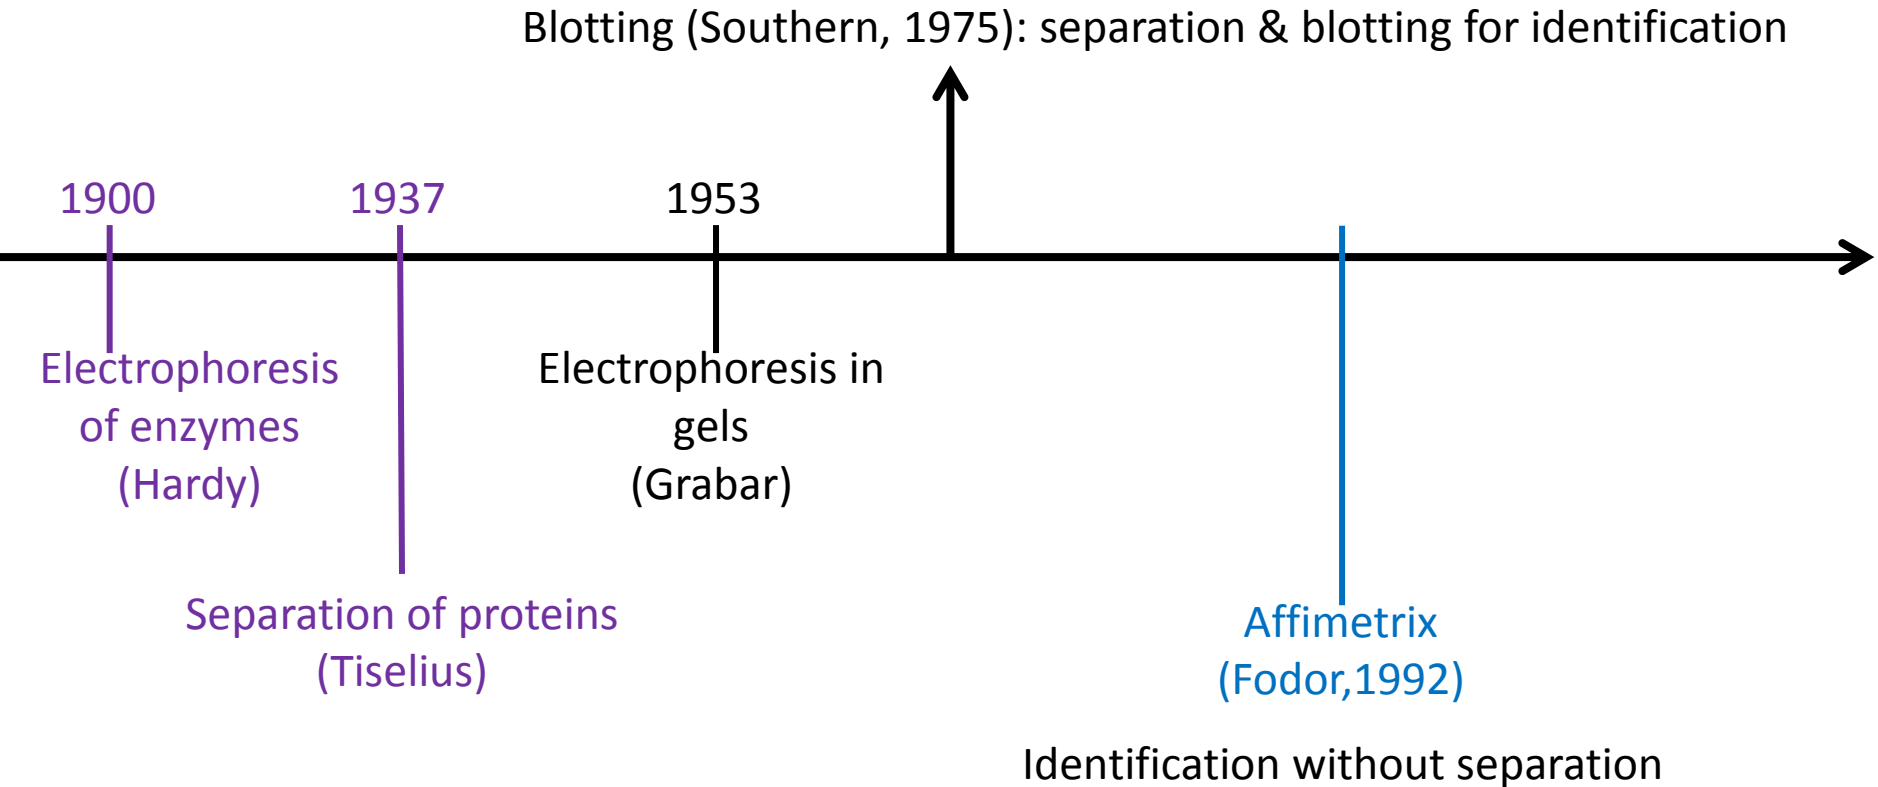 Blotting (Southern, 1975): separation & blotting for identification
1900
1937
1953
Electrophoresis
of enzymes
(Hardy)
Electrophoresis in
gels
(Grabar)
Separation of proteins
(Tiselius)
Affimetrix
(Fodor,1992)
Identification without separation